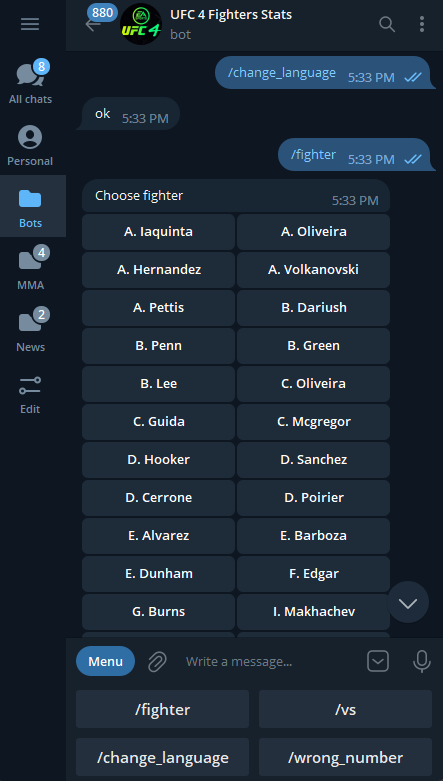 880
UFC 4 Fighters Stats
bot
EA
UFC 4
/change_language 5:33 PM
ok 5:33 PM
/fighter 5:33 PM
Choose fighter 5:33 PM
A. Iaquinta A. Oliveira
A. Hernandez A. Volkanovski
A. Pettis B. Dariush
B. Penn B. Green
B. Lee C. Oliveira
C. Guida C. Mcgregor
D. Hooker D. Sanchez
D. Cerrone D. Poirier
E. Alvarez E. Barboza
E. Dunham F. Edgar
G. Burns I. Makhachev
8
All chats
Personal
Bots
4
MMA
2
News
Edit
Menu Write a message...
/fighter /vs
/change_language /wrong_number